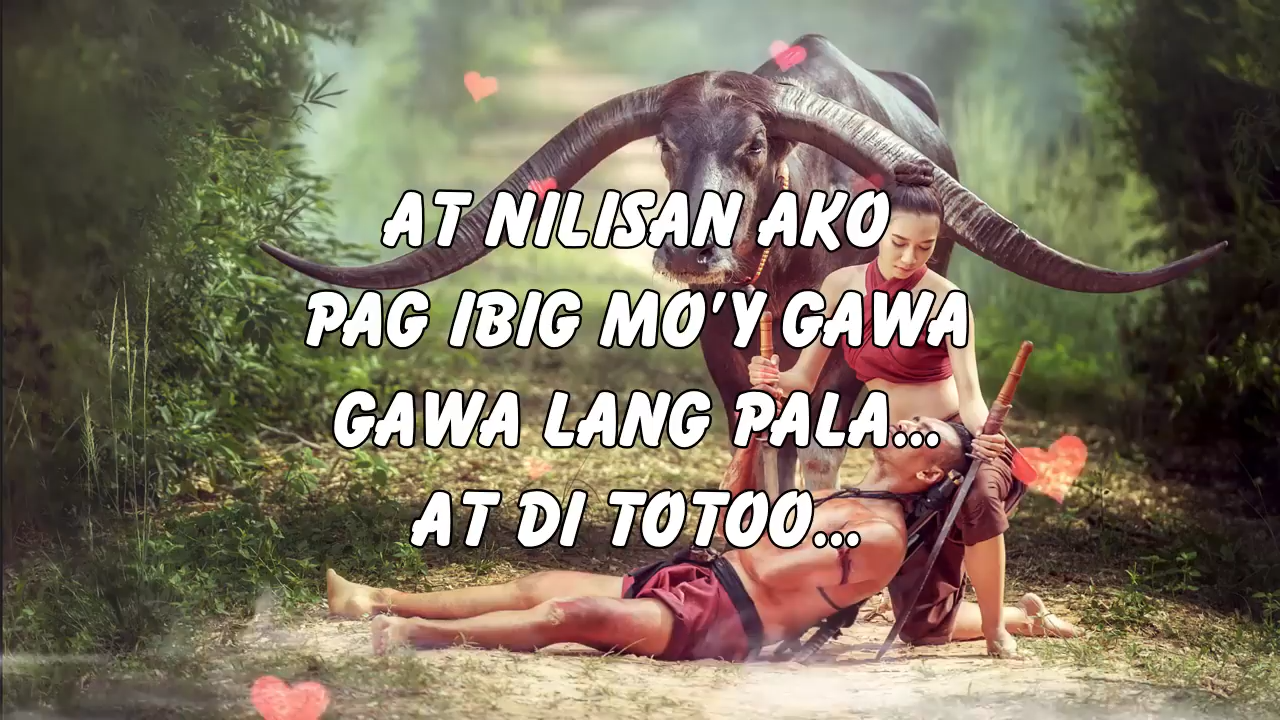 AT NILISAN AKO
PAG IBIG MO'Y GAWA
GAWA LANG PALA...
AT DI TOTOO...